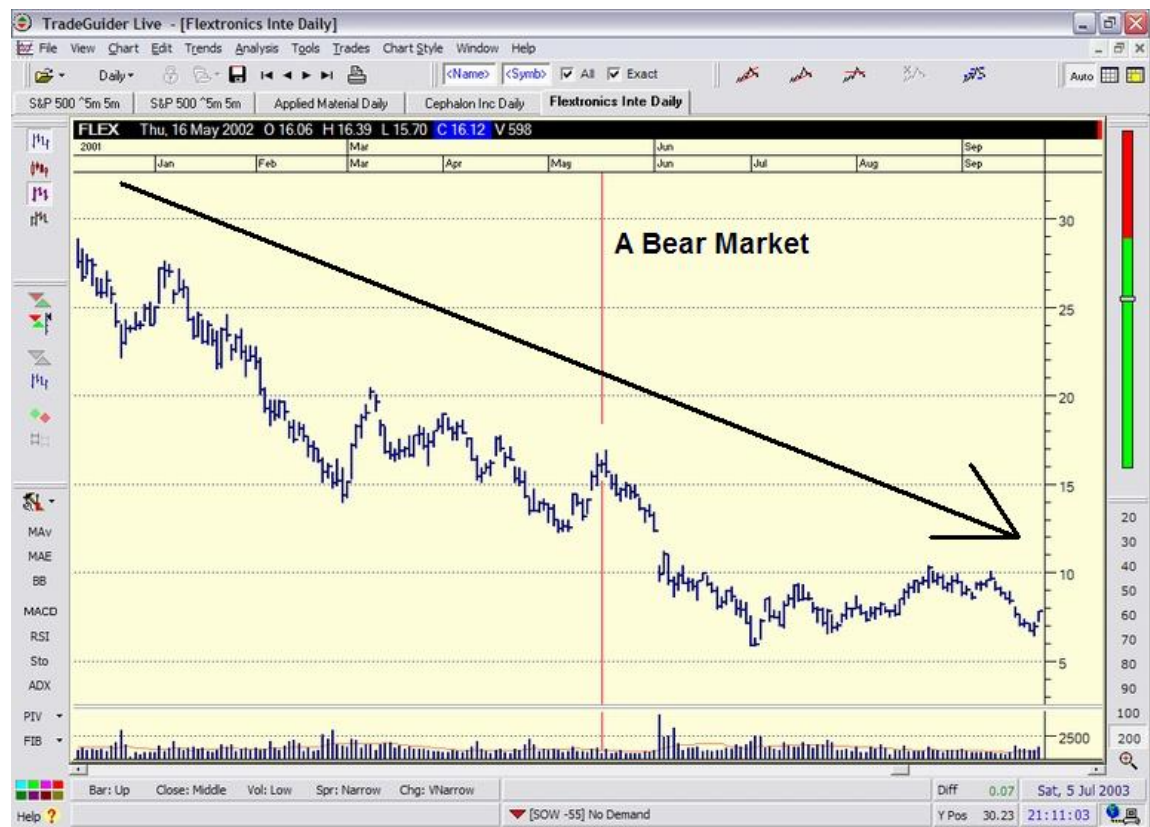 TradeGuider Live - [Flextronics Inte Daily]
File View Chart Edit Trends Analysis Tools Trades Chart Style Window Help
Daily <Name> <Symb> All Exact Auto
S&P 500 ^5m 5m S&P 500 ^5m 5m Applied Material Daily Cephalon Inc Daily Flextronics Inte Daily
FLEX Thu, 16 May 2002 O 16.06 H 16.39 L 15.70 C 16.12 V 598
2001 Mar Jun Sep
Jan Feb Mar Apr May Jun Jul Aug Sep
30
A Bear Market
25
20
15
10
5
2500
MAv
MAE
BB
MACD
RSI
Sto
ADX
PIV
FIB
20
30
40
50
60
70
80
90
100
200
Bar: Up Close: Middle Vol: Low Spr: Narrow Chg: VNarrow Diff 0.07 Sat, 5 Jul 2003
Help ? [SOW -55] No Demand Y Pos 30.23 21:11:03